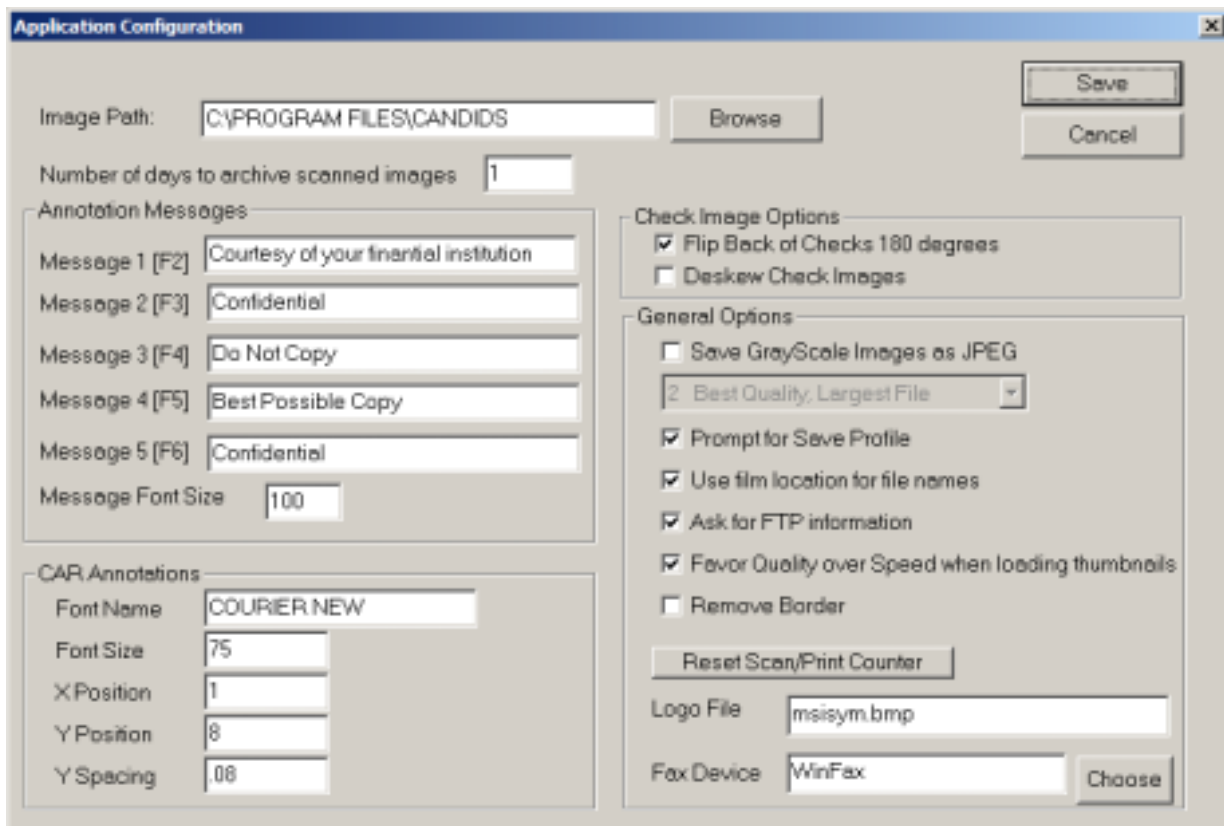 Application Configuration
Save
Image Path: C:\PROGRAM FILES\CANDIDS Browse
Cancel
Number of days to archive scanned images 1
Annotation Messages
Message 1 [F2] Courtesy of your finantial institution
Message 2 [F3] Confidential
Message 3 [F4] Do Not Copy
Message 4 [F5] Best Possible Copy
Message 5 [F6] Confidential
Message Font Size 100
CAR Annotations
Font Name COURIER NEW
Font Size 75
X Position 1
Y Position 8
Y Spacing .08
Check Image Options
Flip Back of Checks 180 degrees
Deskew Check Images
General Options
Save GrayScale Images as JPEG
2 Best Quality, Largest File
Prompt for Save Profile
Use film location for file names
Ask for FTP information
Favor Quality over Speed when loading thumbnails
Remove Border
Reset Scan/Print Counter
Logo File msisym.bmp
Fax Device WinFax Choose